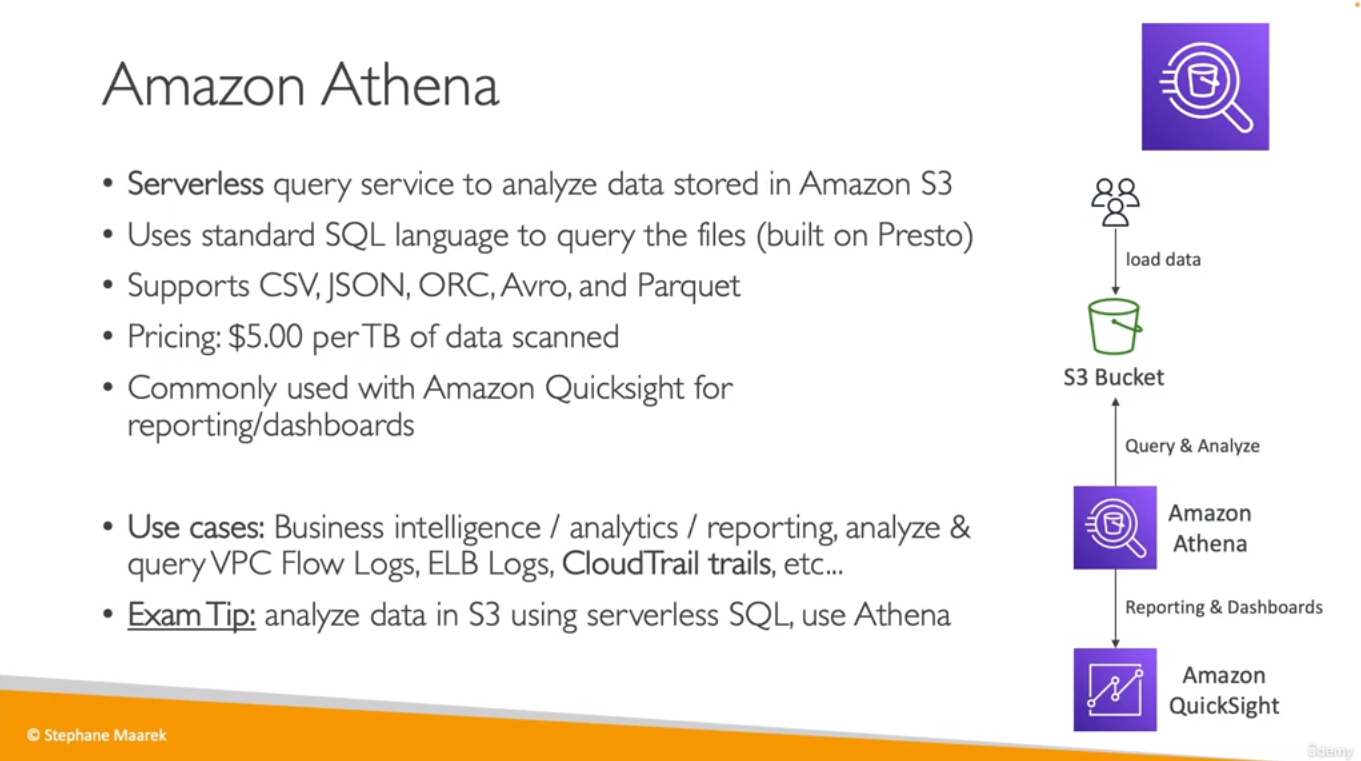 Amazon Athena
• Serverless query service to analyze data stored in Amazon S3
• Uses standard SQL language to query the files (built on Presto)
• Supports CSV, JSON, ORC, Avro, and Parquet
• Pricing: $5.00 per TB of data scanned
• Commonly used with Amazon Quicksight for
reporting/dashboards
• Use cases: Business intelligence / analytics / reporting, analyze &
query VPC Flow Logs, ELB Logs, CloudTrail trails, etc...
• Exam Tip: analyze data in S3 using serverless SQL, use Athena
load data
S3 Bucket
Query & Analyze
Amazon
Athena
Reporting & Dashboards
Amazon
QuickSight
© Stephane Maarek
ûdemy